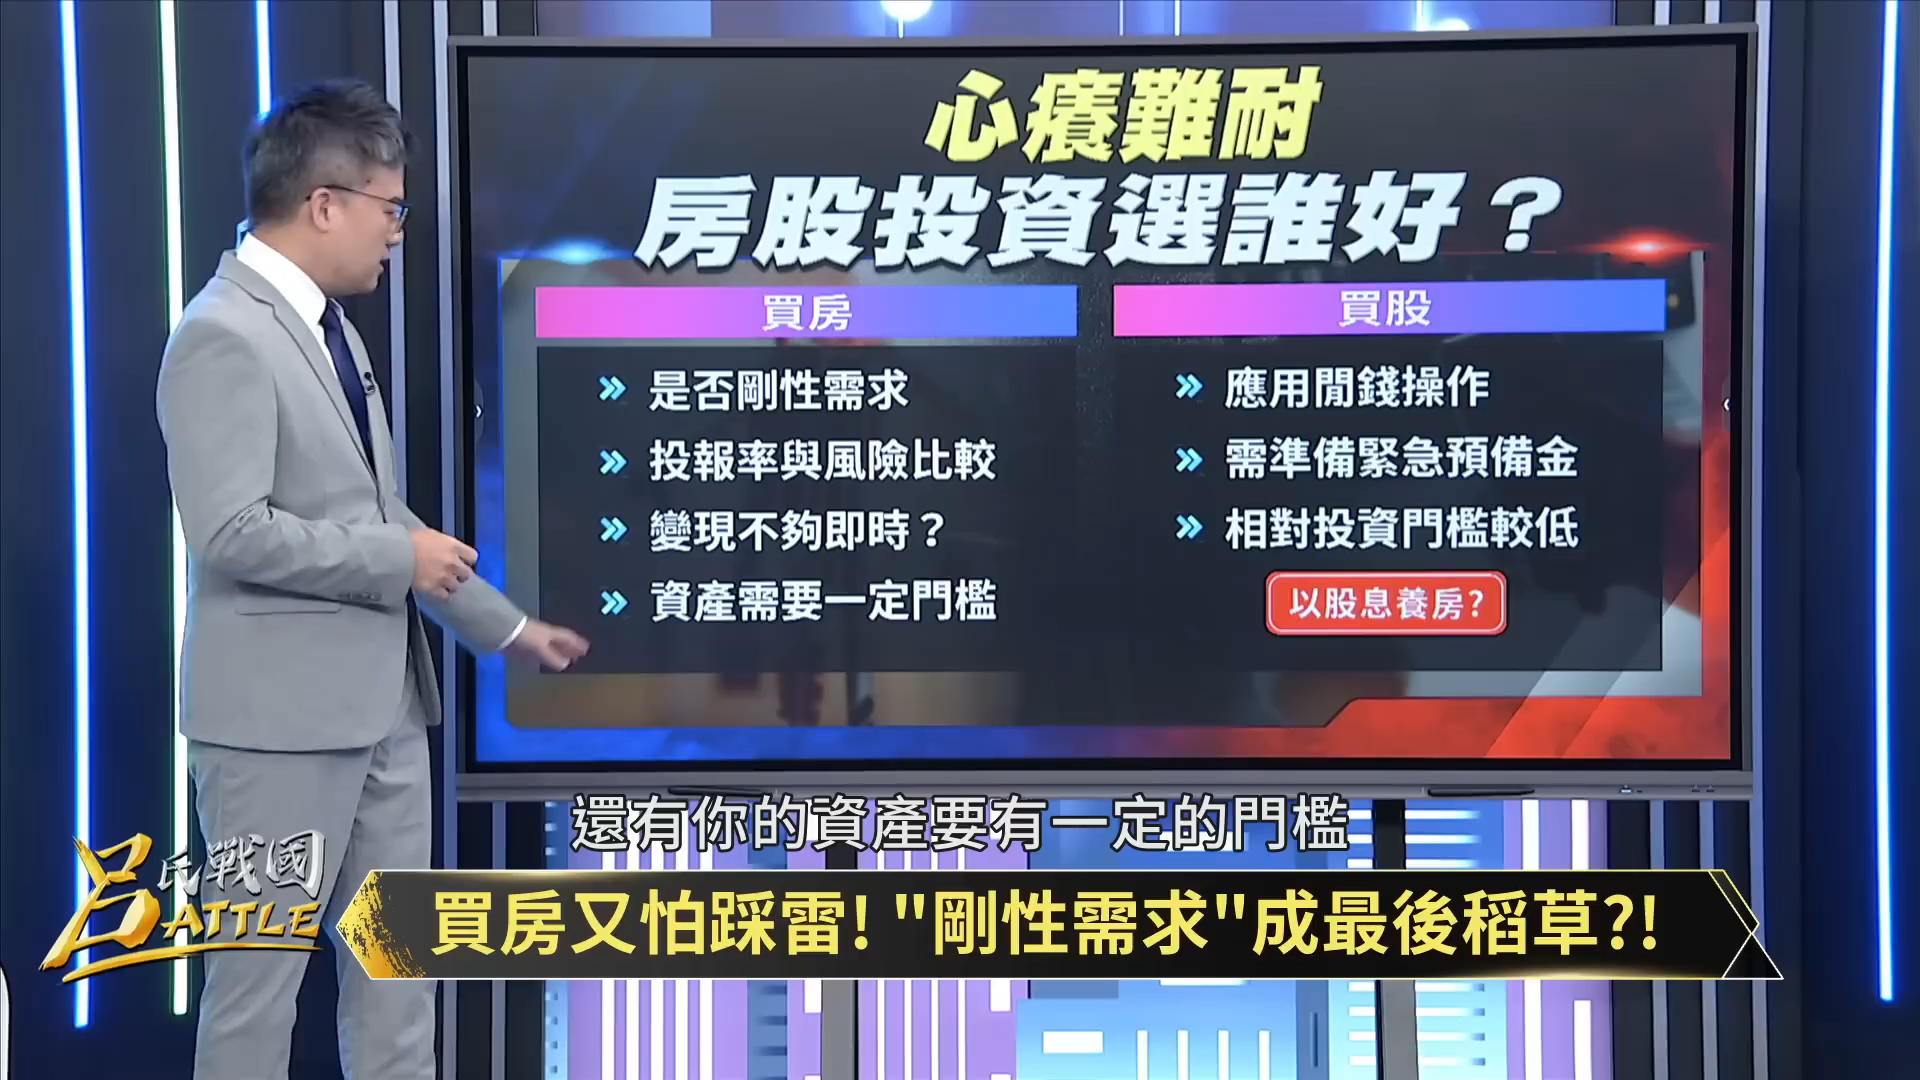 心癢難耐
房股投資選誰好？
買房
是否剛性需求
投報率與風險比較
變現不夠即時？
資產需要一定門檻
買股
應用閒錢操作
需準備緊急預備金
相對投資門檻較低
以股息養房?
還有你的資產要有一定的門檻
呂氏戰國
BATTLE
買房又怕踩雷!"剛性需求"成最後稻草?!